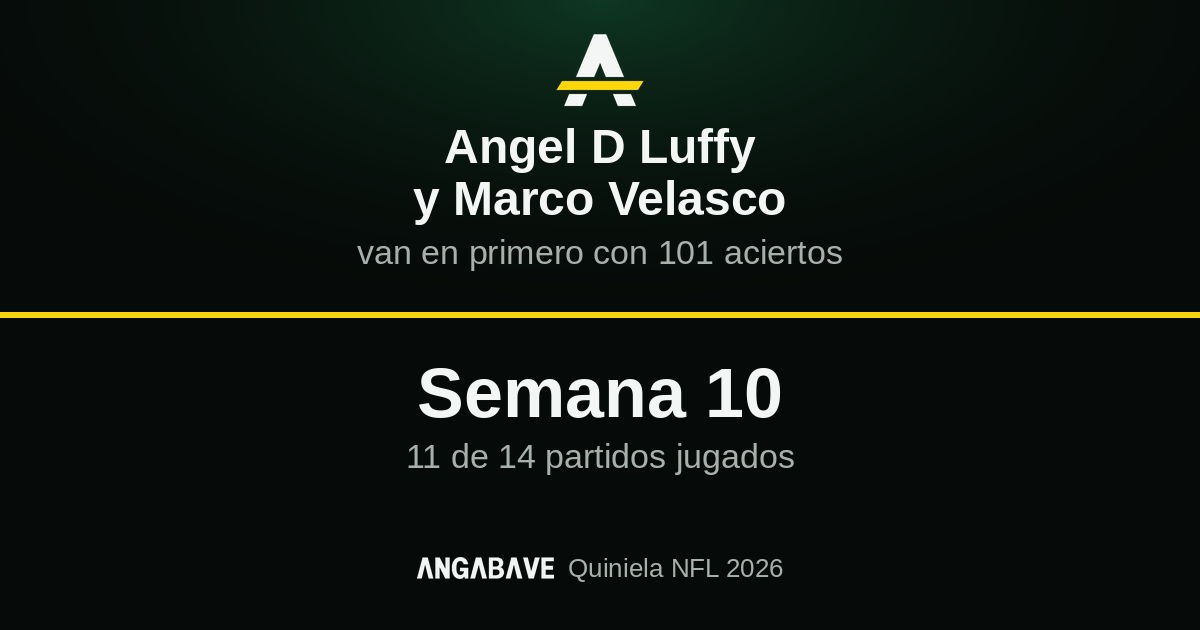 Angel D Luffy
y Marco Velasco
van en primero con 101 aciertos
Semana 10
11 de 14 partidos jugados
ANGABAVE Quiniela NFL 2026